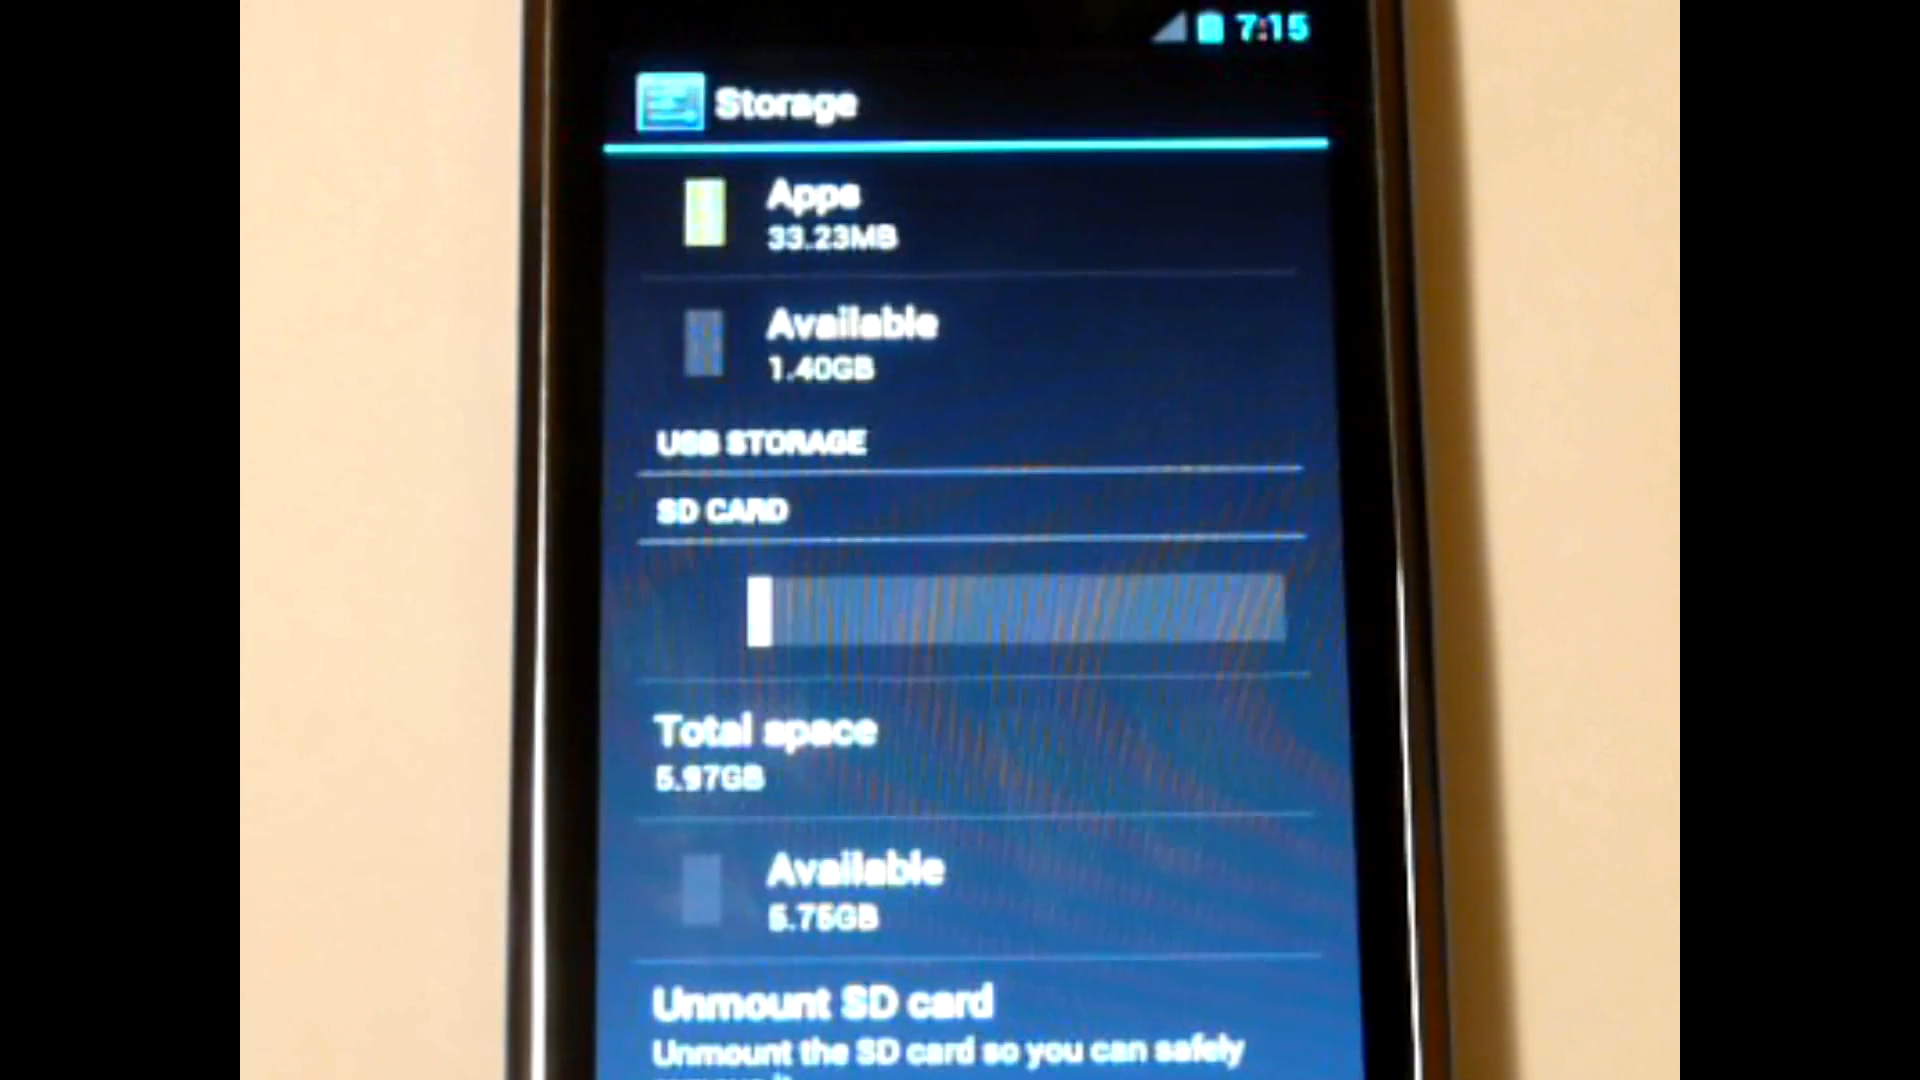 7:15
Storage
Apps
33.23MB
Available
1.40GB
USB STORAGE
SD CARD
Total space
5.97GB
Available
5.75GB
Unmount SD card
Unmount the SD card so you can safely